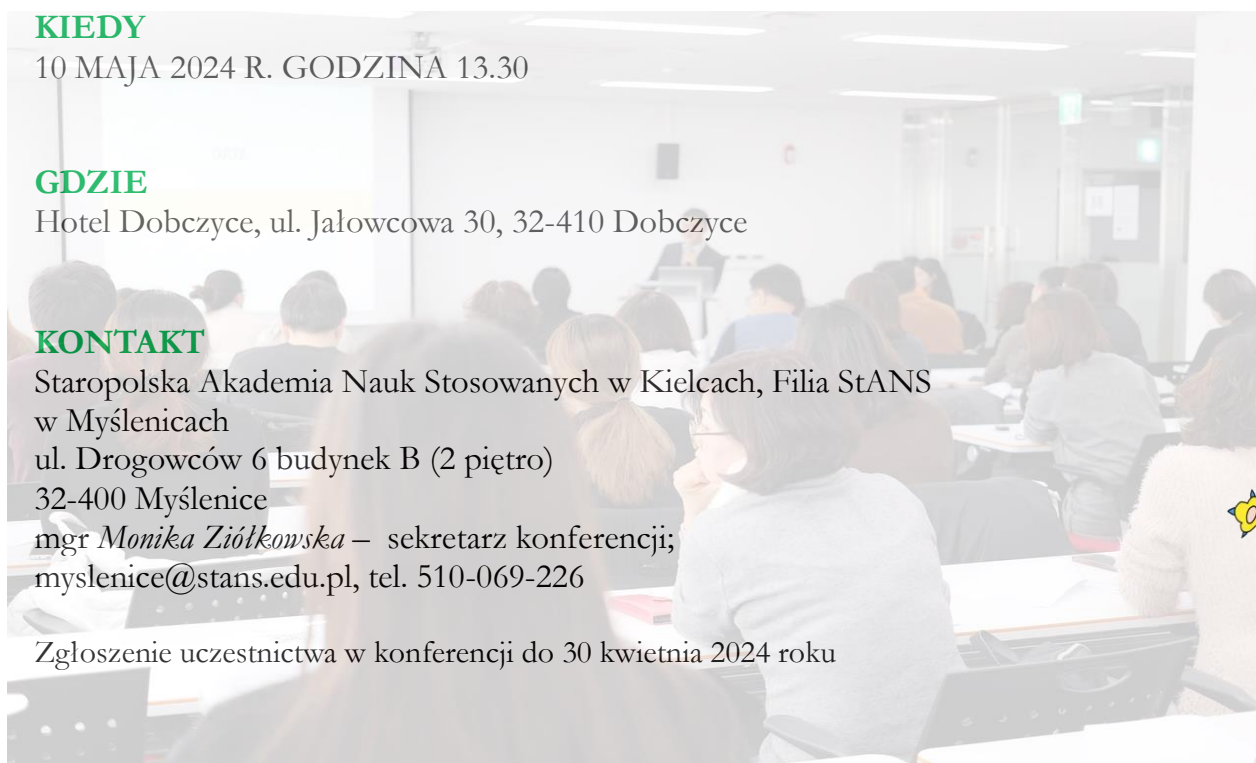 KIEDY
10 MAJA 2024 R. GODZINA 13.30
GDZIE
Hotel Dobczyce, ul. Jałowcowa 30, 32-410 Dobczyce
KONTAKT
Staropolska Akademia Nauk Stosowanych w Kielcach, Filia StANS
w Myślenicach
ul. Drogowców 6 budynek B (2 piętro)
32-400 Myślenice
mgr Monika Ziółkowska – sekretarz konferencji;
myslenice@stans.edu.pl, tel. 510-069-226
Zgłoszenie uczestnictwa w konferencji do 30 kwietnia 2024 roku